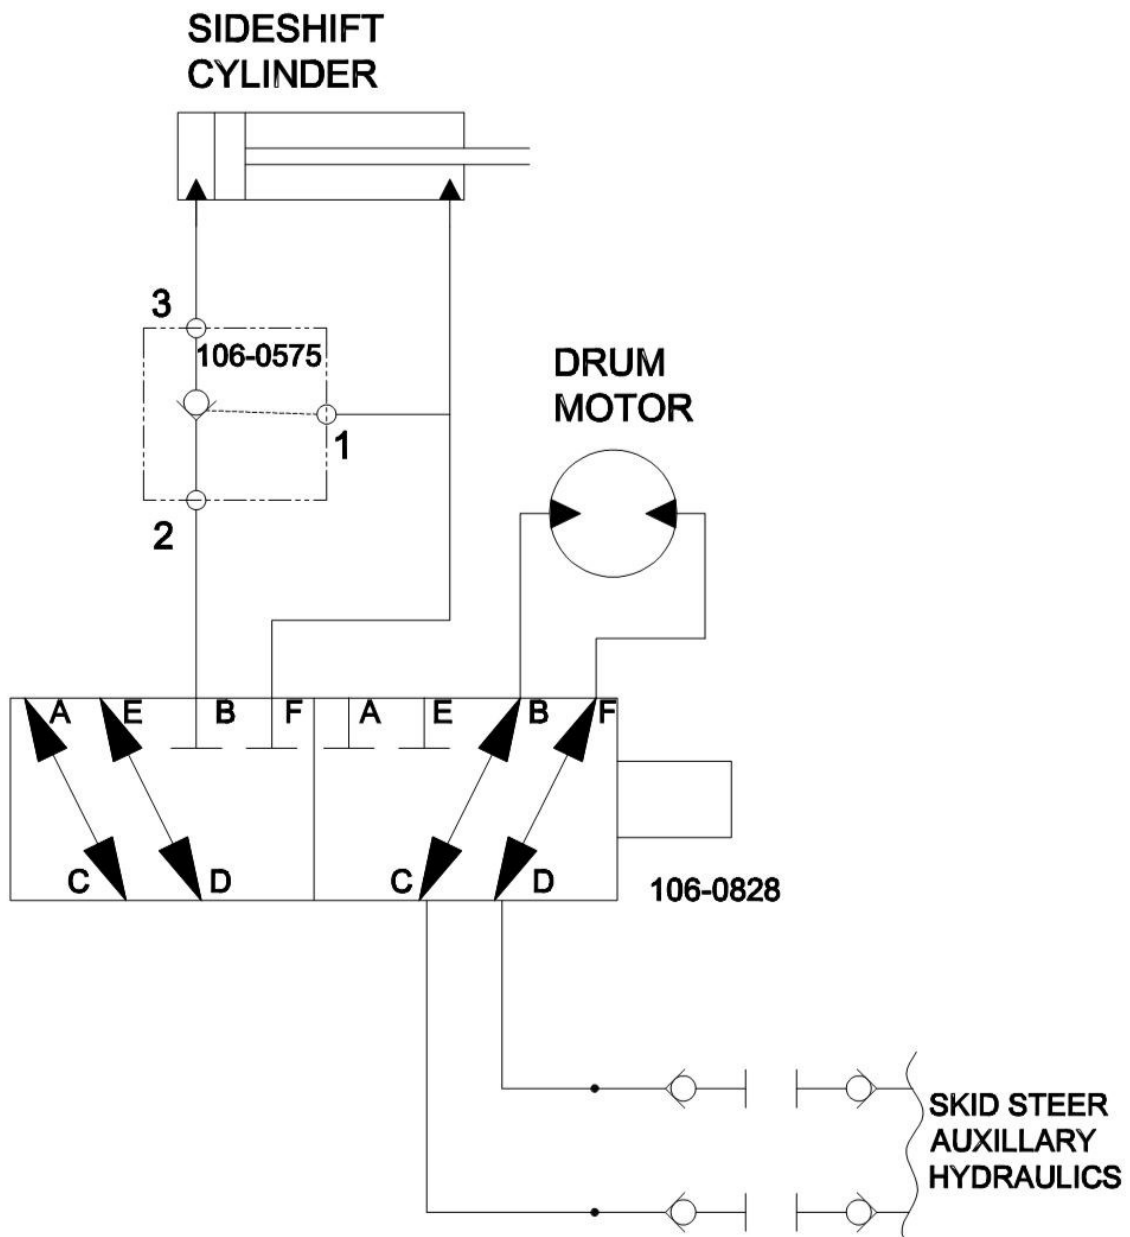 SIDESHIFT
CYLINDER
3
106-0575
1
2
DRUM
MOTOR
A E B F A E B F
C D C D
106-0828
SKID STEER
AUXILLARY
HYDRAULICS